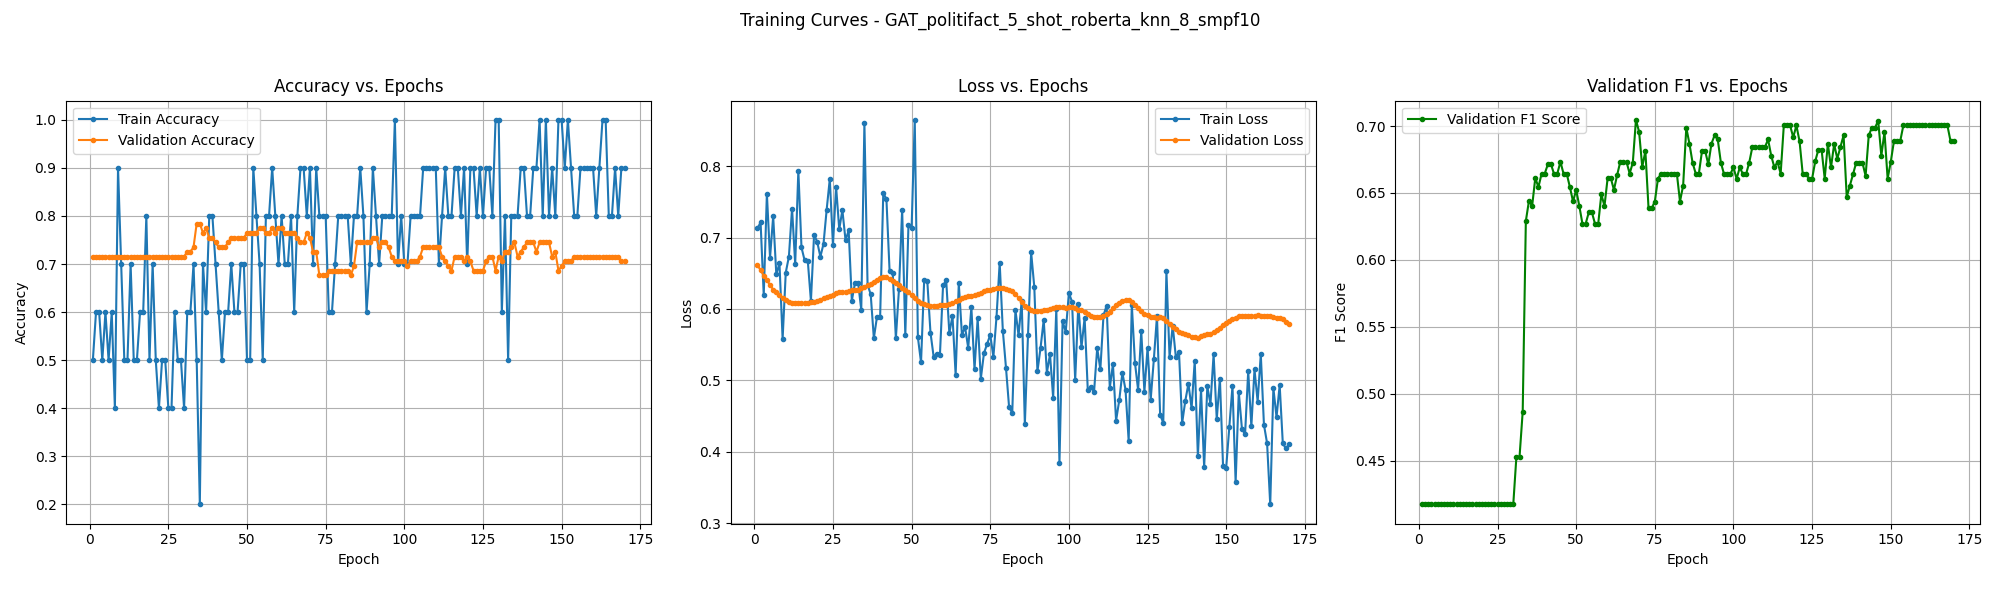 Training Curves - GAT_politifact_5_shot_roberta_knn_8_smpf10
Accuracy vs. Epochs
Train Accuracy
Validation Accuracy
1.0
0.9
0.8
0.7
0.6
0.5
0.4
0.3
0.2
Accuracy
0 25 50 75 100 125 150 175
Epoch
Loss vs. Epochs
Train Loss
Validation Loss
0.8
0.7
0.6
0.5
0.4
0.3
Loss
0 25 50 75 100 125 150 175
Epoch
Validation F1 vs. Epochs
Validation F1 Score
0.70
0.65
0.60
0.55
0.50
0.45
F1 Score
0 25 50 75 100 125 150 175
Epoch